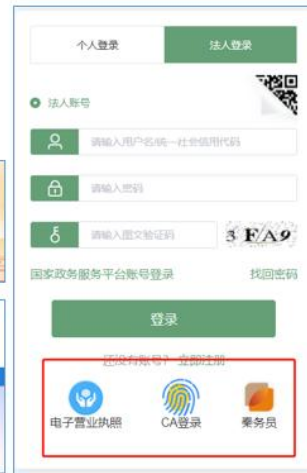 个人登录 法人登录
法人账号
请输入用户名/统一社会信用代码
请输入密码
请输入图文验证码 3 FA9
国家政务服务平台账号登录 找回密码
登录
还没有账号? 立即注册
电子营业执照 CA登录 秦务员